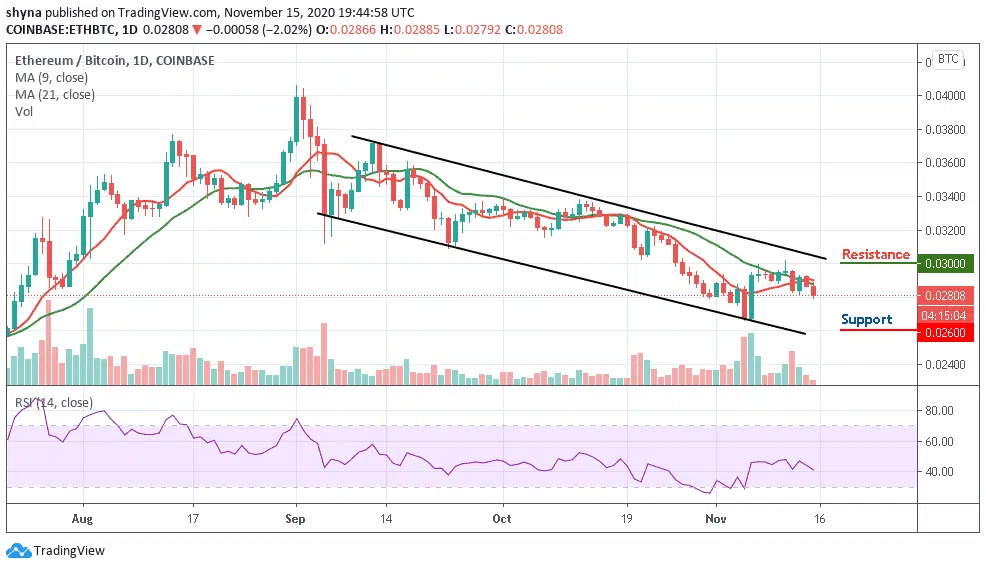 shyna published on TradingView.com, November 15, 2020 19:44:58 UTC
COINBASE:ETHBTC, 1D 0.02808 ▼ −0.00058 (−2.02%) O:0.02866 H:0.02885 L:0.02792 C:0.02808
Ethereum / Bitcoin, 1D, COINBASE
MA (9, close)
MA (21, close)
Vol
BTC
0.04000
0.03800
0.03600
0.03400
0.03200
Resistance
0.03000
0.02808
04:15:04
Support
0.02600
0.02400
RSI (14, close)
80.00
60.00
40.00
Aug 17 Sep 14 Oct 19 Nov 16
TradingView